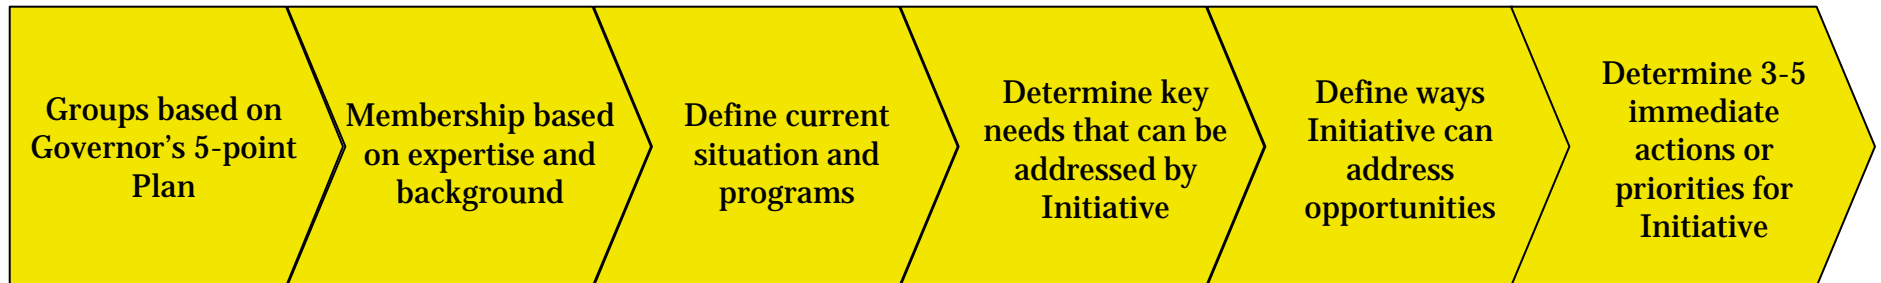 Groups based on
Governor’s 5-point
Plan
Membership based
on expertise and
background
Define current
situation and
programs
Determine key
needs that can be
addressed by
Initiative
Define ways
Initiative can
address
opportunities
Determine 3-5
immediate
actions or
priorities for
Initiative